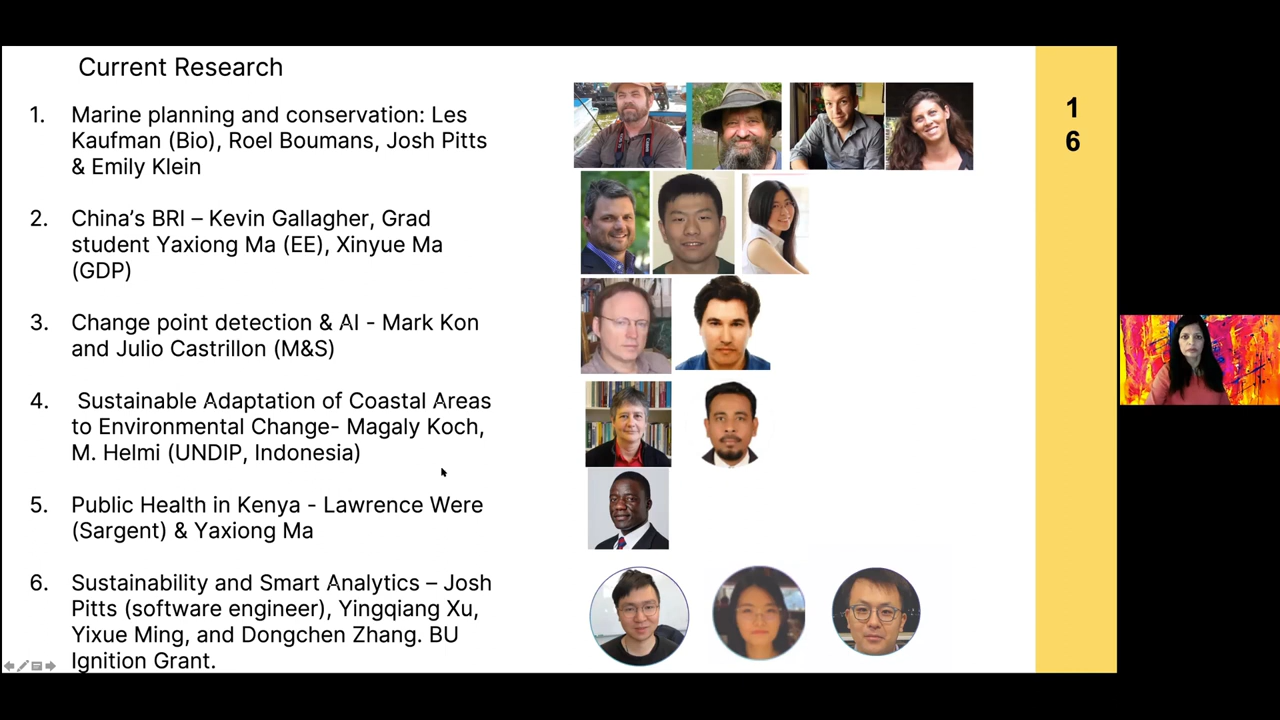 Current Research
1. Marine planning and conservation: Les
Kaufman (Bio), Roel Boumans, Josh Pitts
& Emily Klein
2. China’s BRI – Kevin Gallagher, Grad
student Yaxiong Ma (EE), Xinyue Ma
(GDP)
3. Change point detection & AI - Mark Kon
and Julio Castrillon (M&S)
4. Sustainable Adaptation of Coastal Areas
to Environmental Change- Magaly Koch,
M. Helmi (UNDIP, Indonesia)
5. Public Health in Kenya - Lawrence Were
(Sargent) & Yaxiong Ma
6. Sustainability and Smart Analytics – Josh
Pitts (software engineer), Yingqiang Xu,
Yixue Ming, and Dongchen Zhang. BU
Ignition Grant.
1
6